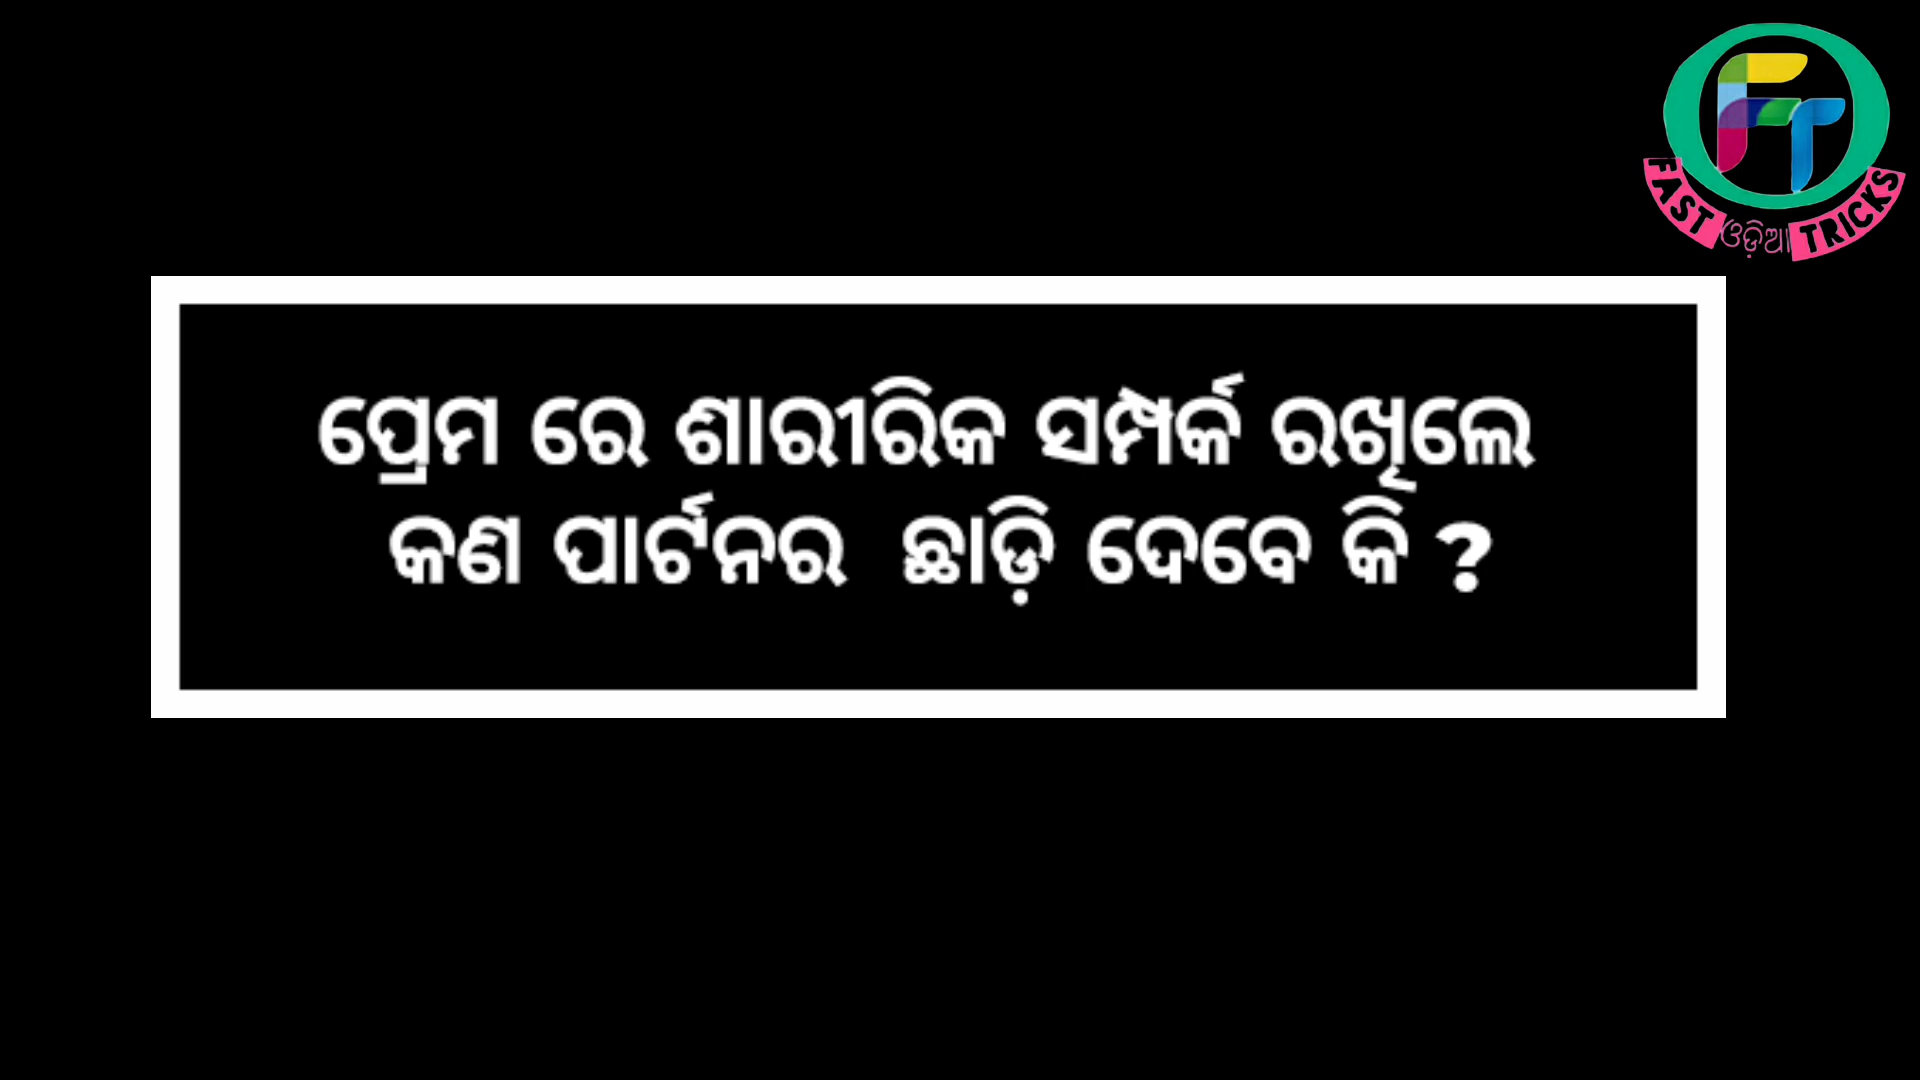 FAST ଓଡ଼ିଆ TRICKS
ପ୍ରେମ ରେ ଶାରୀରିକ ସମ୍ପର୍କ ରଖିଲେ
କଣ ପାର୍ଟନର ଛାଡ଼ି ଦେବେ କି ?